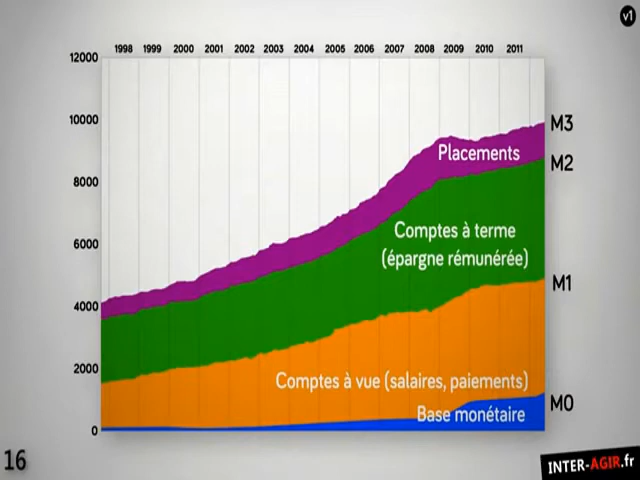 v1
1998 1999 2000 2001 2002 2003 2004 2005 2006 2007 2008 2009 2010 2011
12000
10000
M3
Placements
M2
8000
Comptes à terme
6000
(épargne rémunérée)
M1
4000
2000
Comptes à vue (salaires, paiements)
M0
Base monétaire
0
16
INTER-AGIR.fr